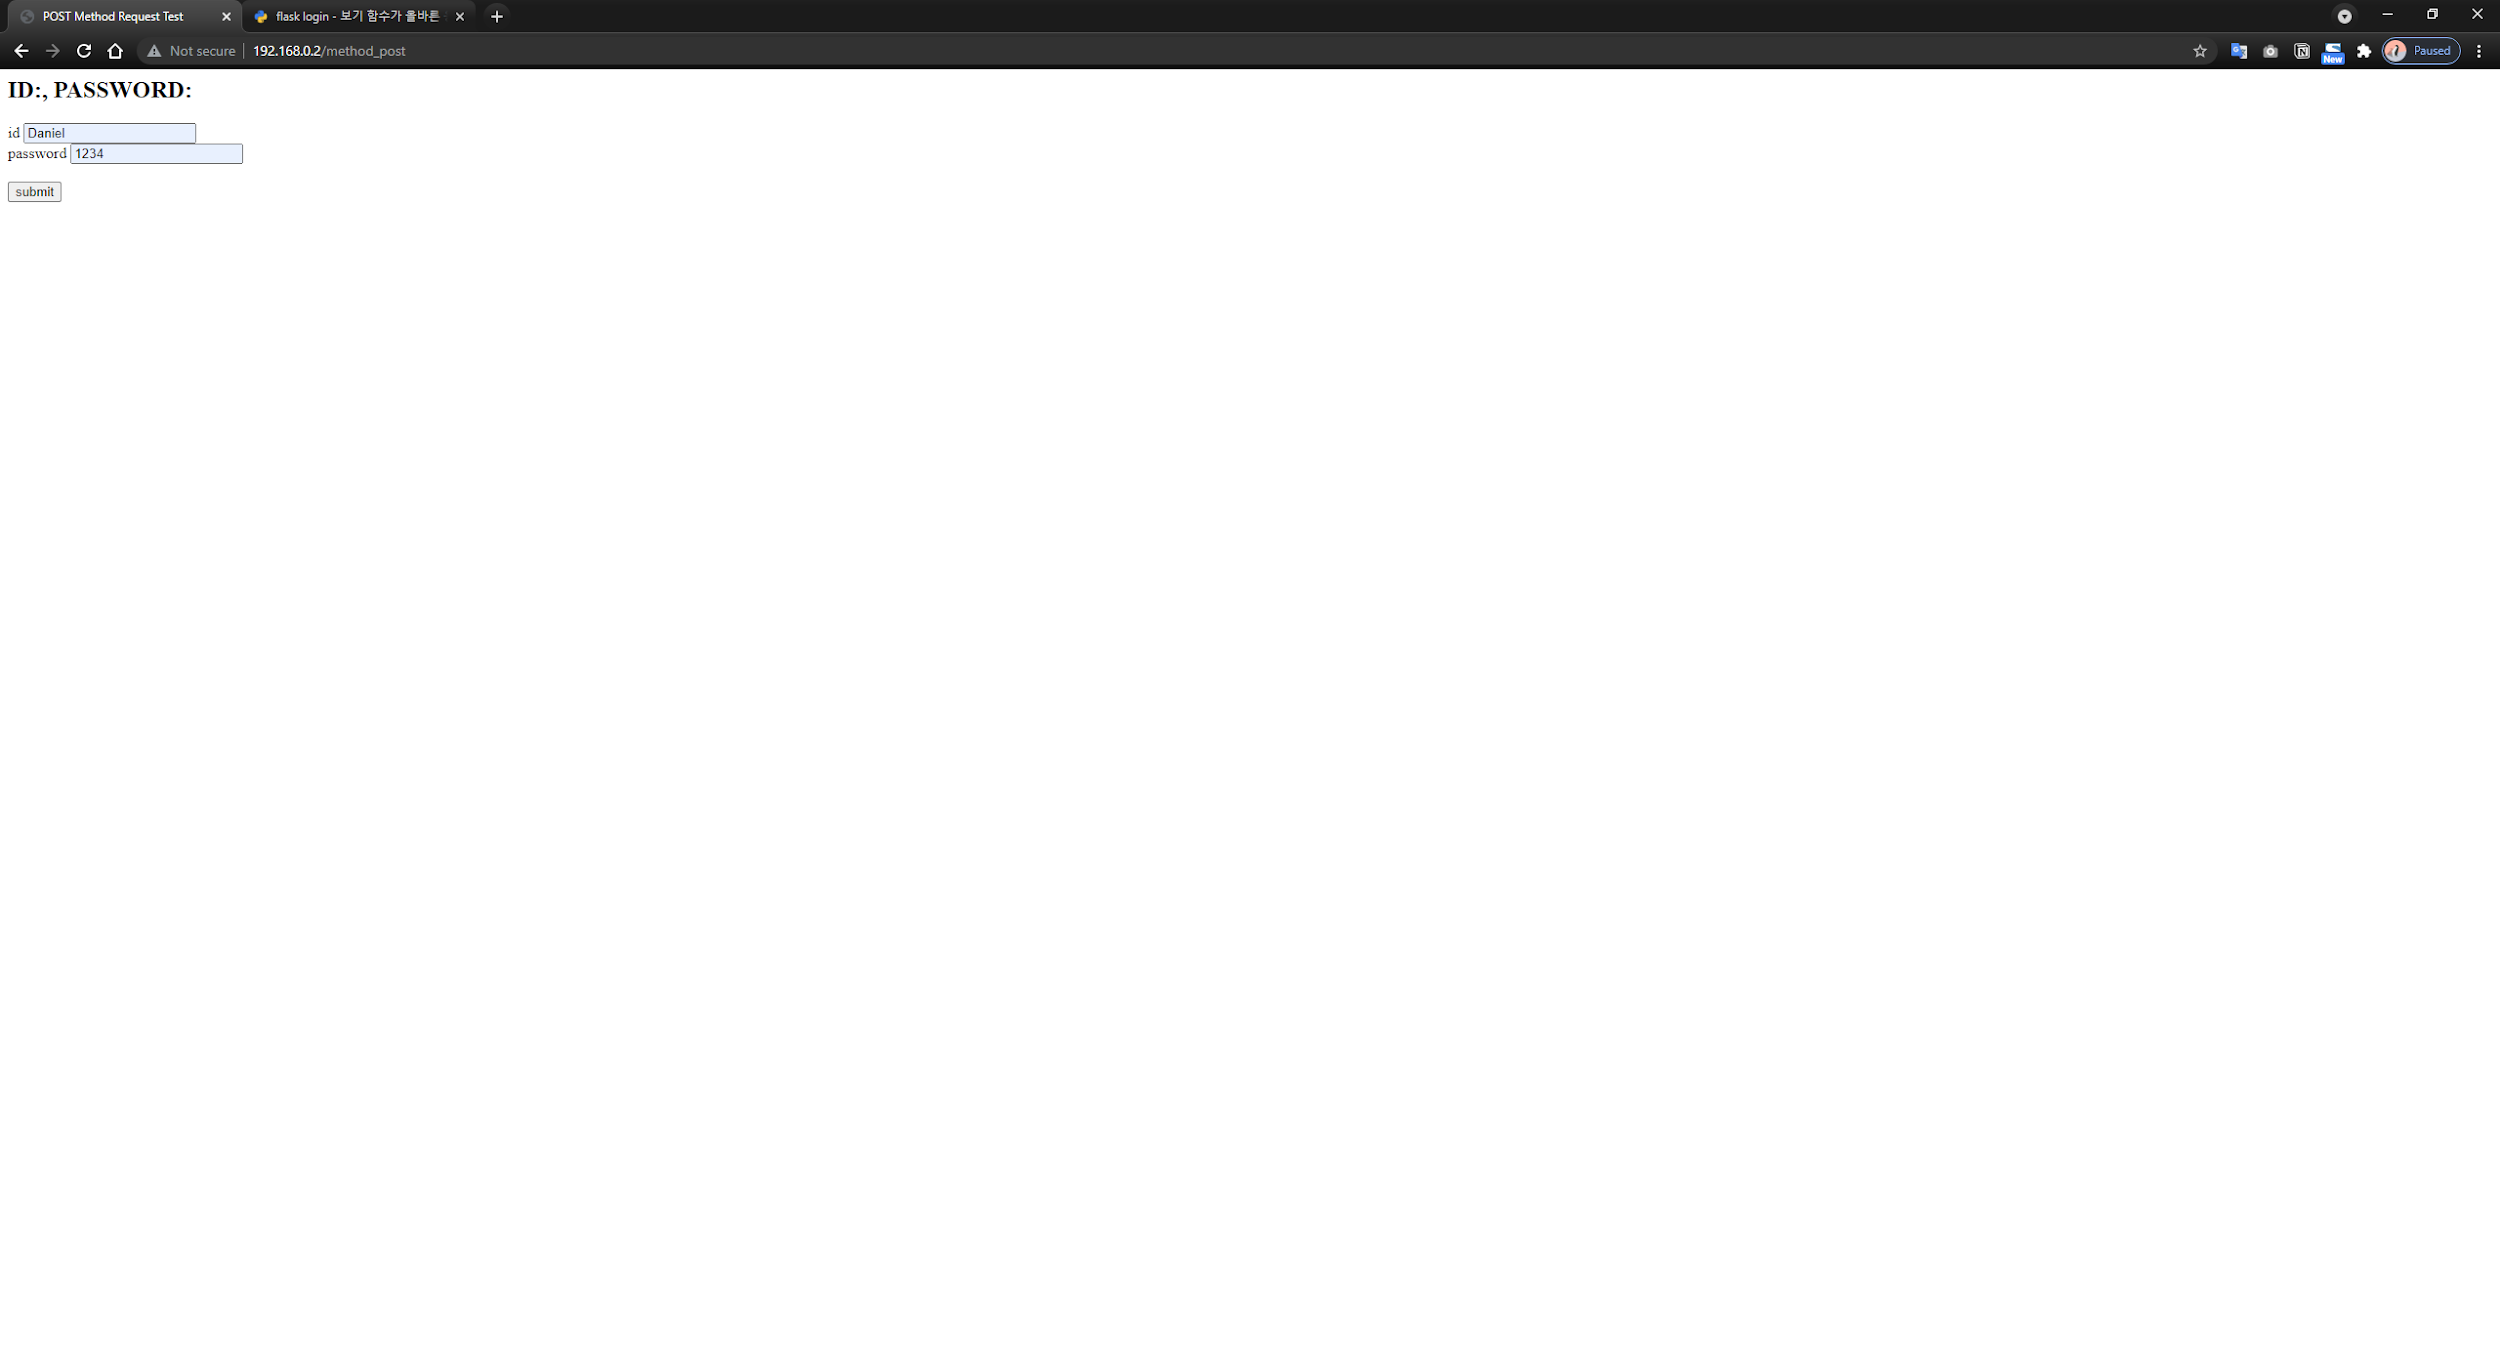 POST Method Request Test
flask login - 보기 함수가 올바른
Not secure 192.168.0.2/method_post
New
Paused
ID:, PASSWORD:
id Daniel
password 1234
submit